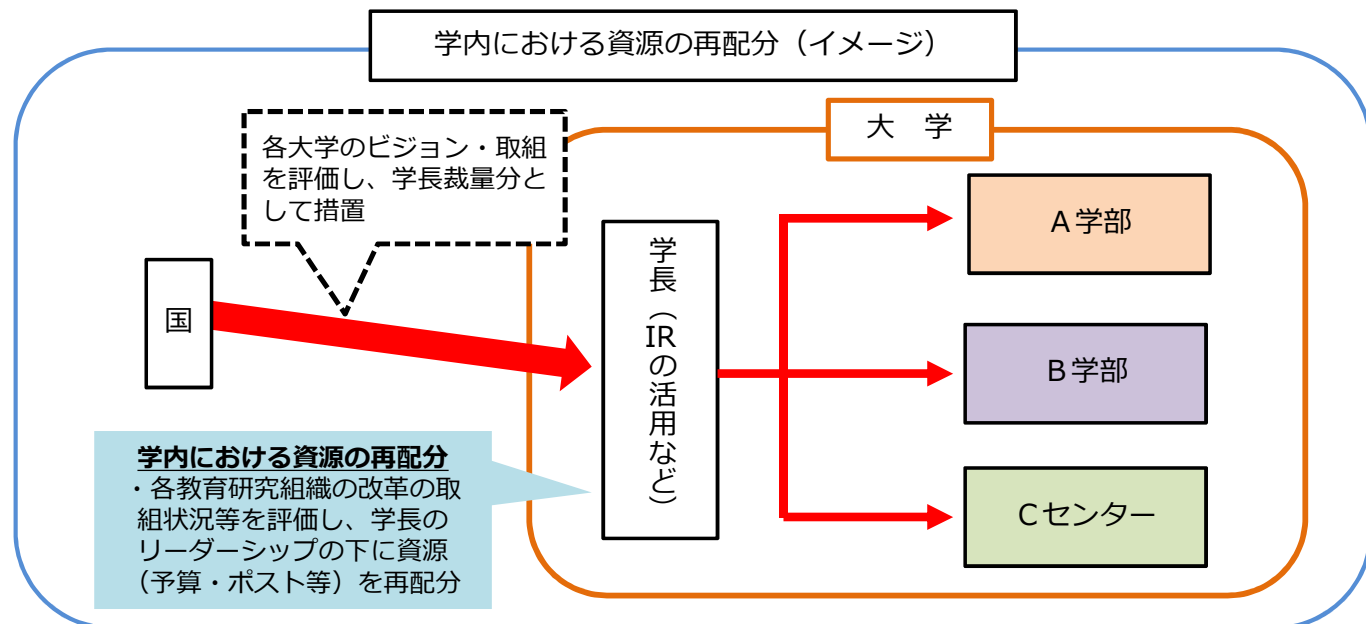 学内における資源の再配分（イメージ）
大　学
各大学のビジョン・取組
を評価し、学長裁量分と
して措置
国
学長（IRの活用など）
A学部
B学部
Cセンター
学内における資源の再配分
・各教育研究組織の改革の取
組状況等を評価し、学長の
リーダーシップの下に資源
（予算・ポスト等）を再配分